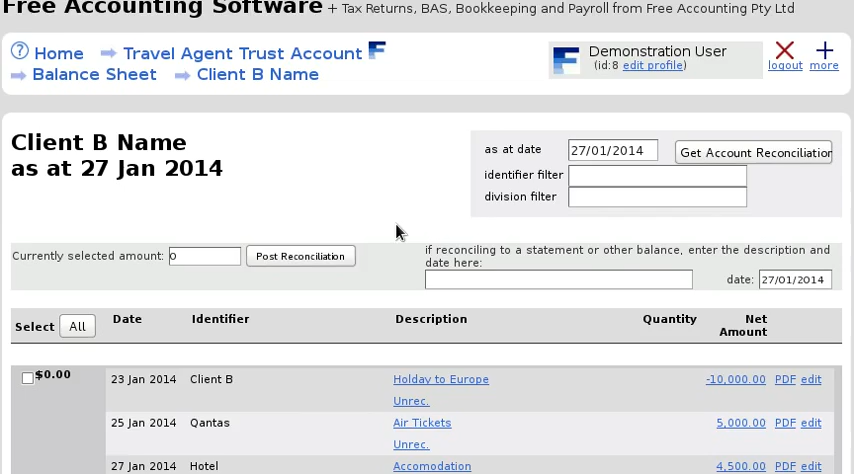 Free Accounting Software + Tax Returns, BAS, Bookkeeping and Payroll from Free Accounting Pty Ltd
? Home Travel Agent Trust Account
Balance Sheet Client B Name
Demonstration User
(id:8 edit profile)
logout more
Client B Name
as at 27 Jan 2014
as at date 27/01/2014 Get Account Reconciliation
identifier filter
division filter
Currently selected amount: 0 Post Reconciliation
if reconciling to a statement or other balance, enter the description and
date here:
date: 27/01/2014
Select All Date Identifier Description Quantity Net
Amount
$0.00
23 Jan 2014 Client B Holday to Europe -10,000.00 PDF edit
Unrec.
25 Jan 2014 Qantas Air Tickets 5,000.00 PDF edit
Unrec.
27 Jan 2014 Hotel Accomodation 4,500.00 PDF edit